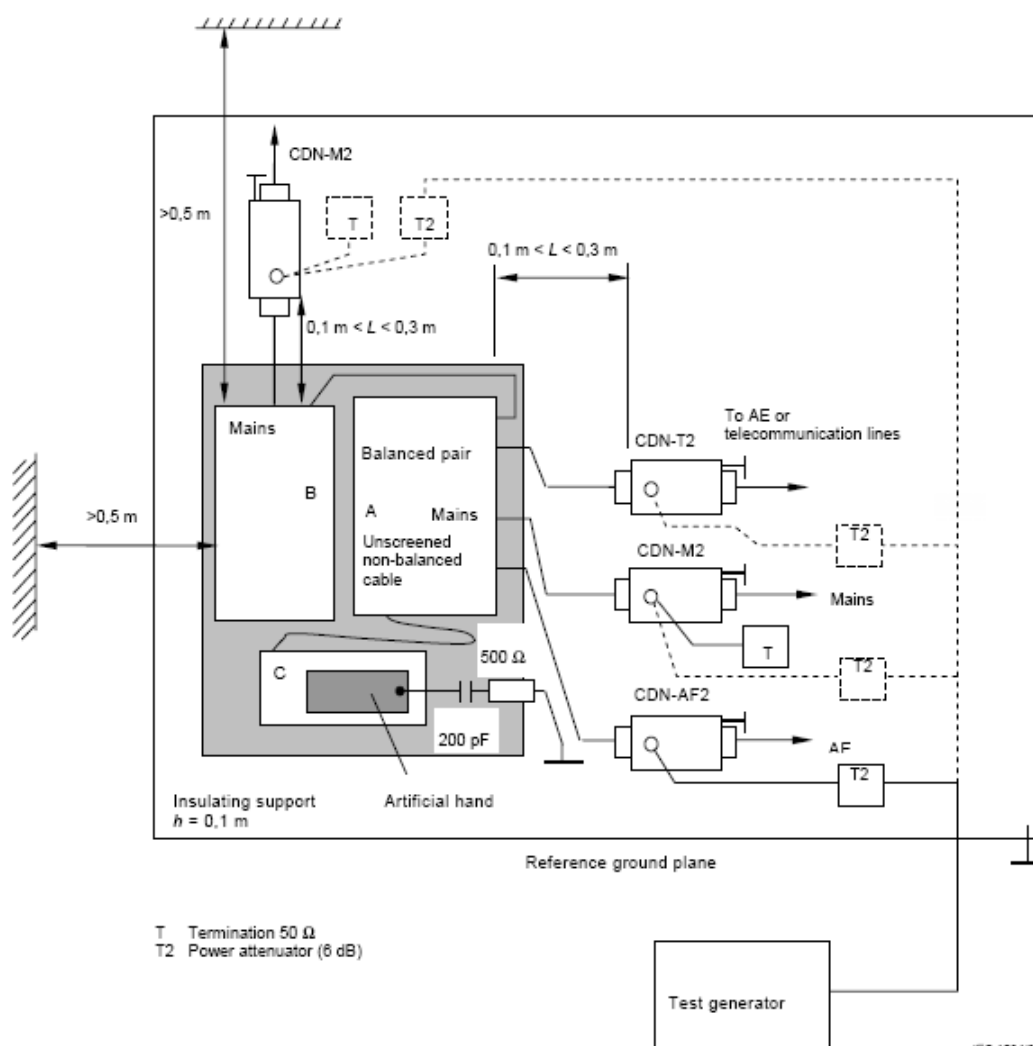 CDN-M2
>0,5 m
T
T2
0,1 m < L < 0,3 m
0,1 m < L < 0,3 m
Mains
B
Balanced pair
A
Mains
Unscreened
non-balanced
cable
CDN-T2
To AE or
telecommunication lines
T2
>0,5 m
CDN-M2
Mains
T
T2
C
500 Ω
200 pF
CDN-AF2
T2
Insulating support
h = 0,1 m
Artificial hand
Reference ground plane
T Termination 50 Ω
T2 Power attenuator (6 dB)
Test generator